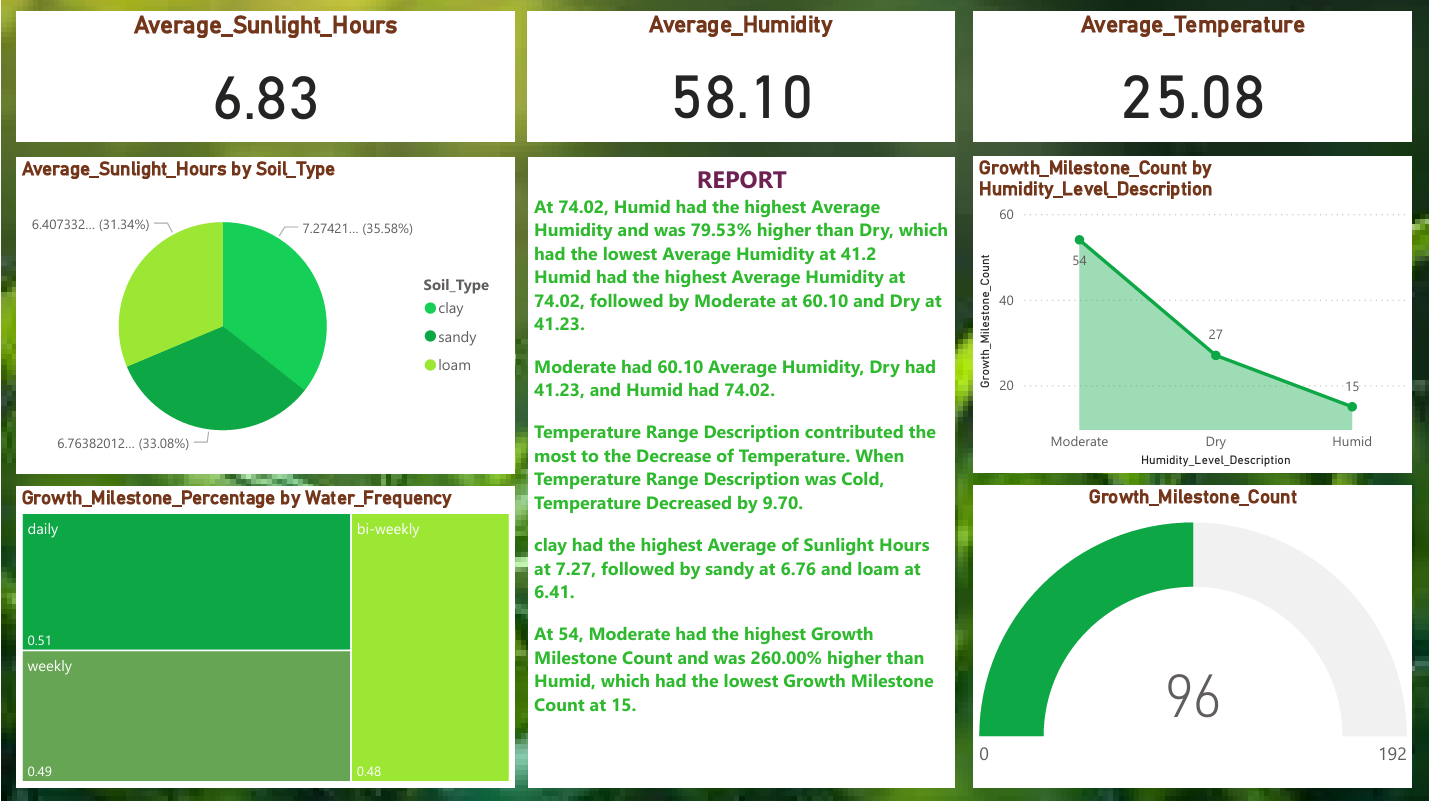 Average_Sunlight_Hours
6.83
Average_Humidity
58.10
Average_Temperature
25.08
Average_Sunlight_Hours by Soil_Type
6.407332... (31.34%)
7.27421... (35.58%)
6.76382012... (33.08%)
Soil_Type
clay
sandy
loam
Growth_Milestone_Percentage by Water_Frequency
daily
0.51
weekly
0.49
bi-weekly
0.48
REPORT
At 74.02, Humid had the highest Average
Humidity and was 79.53% higher than Dry, which
had the lowest Average Humidity at 41.2
Humid had the highest Average Humidity at
74.02, followed by Moderate at 60.10 and Dry at
41.23.
Moderate had 60.10 Average Humidity, Dry had
41.23, and Humid had 74.02.
Temperature Range Description contributed the
most to the Decrease of Temperature. When
Temperature Range Description was Cold,
Temperature Decreased by 9.70.
clay had the highest Average of Sunlight Hours
at 7.27, followed by sandy at 6.76 and loam at
6.41.
At 54, Moderate had the highest Growth
Milestone Count and was 260.00% higher than
Humid, which had the lowest Growth Milestone
Count at 15.
Growth_Milestone_Count by
Humidity_Level_Description
Growth_Milestone_Count
60
40
20
54
27
15
Moderate
Dry
Humid
Humidity_Level_Description
Growth_Milestone_Count
96
0
192